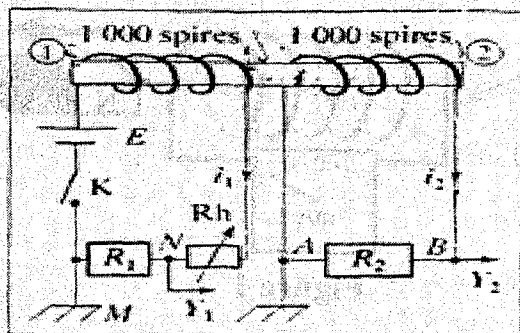 1 000 spires 1 000 spires
1 2
E
K
i₁ i₂
Rh
R₁ N A R₂ B
M Y₁ Y₂